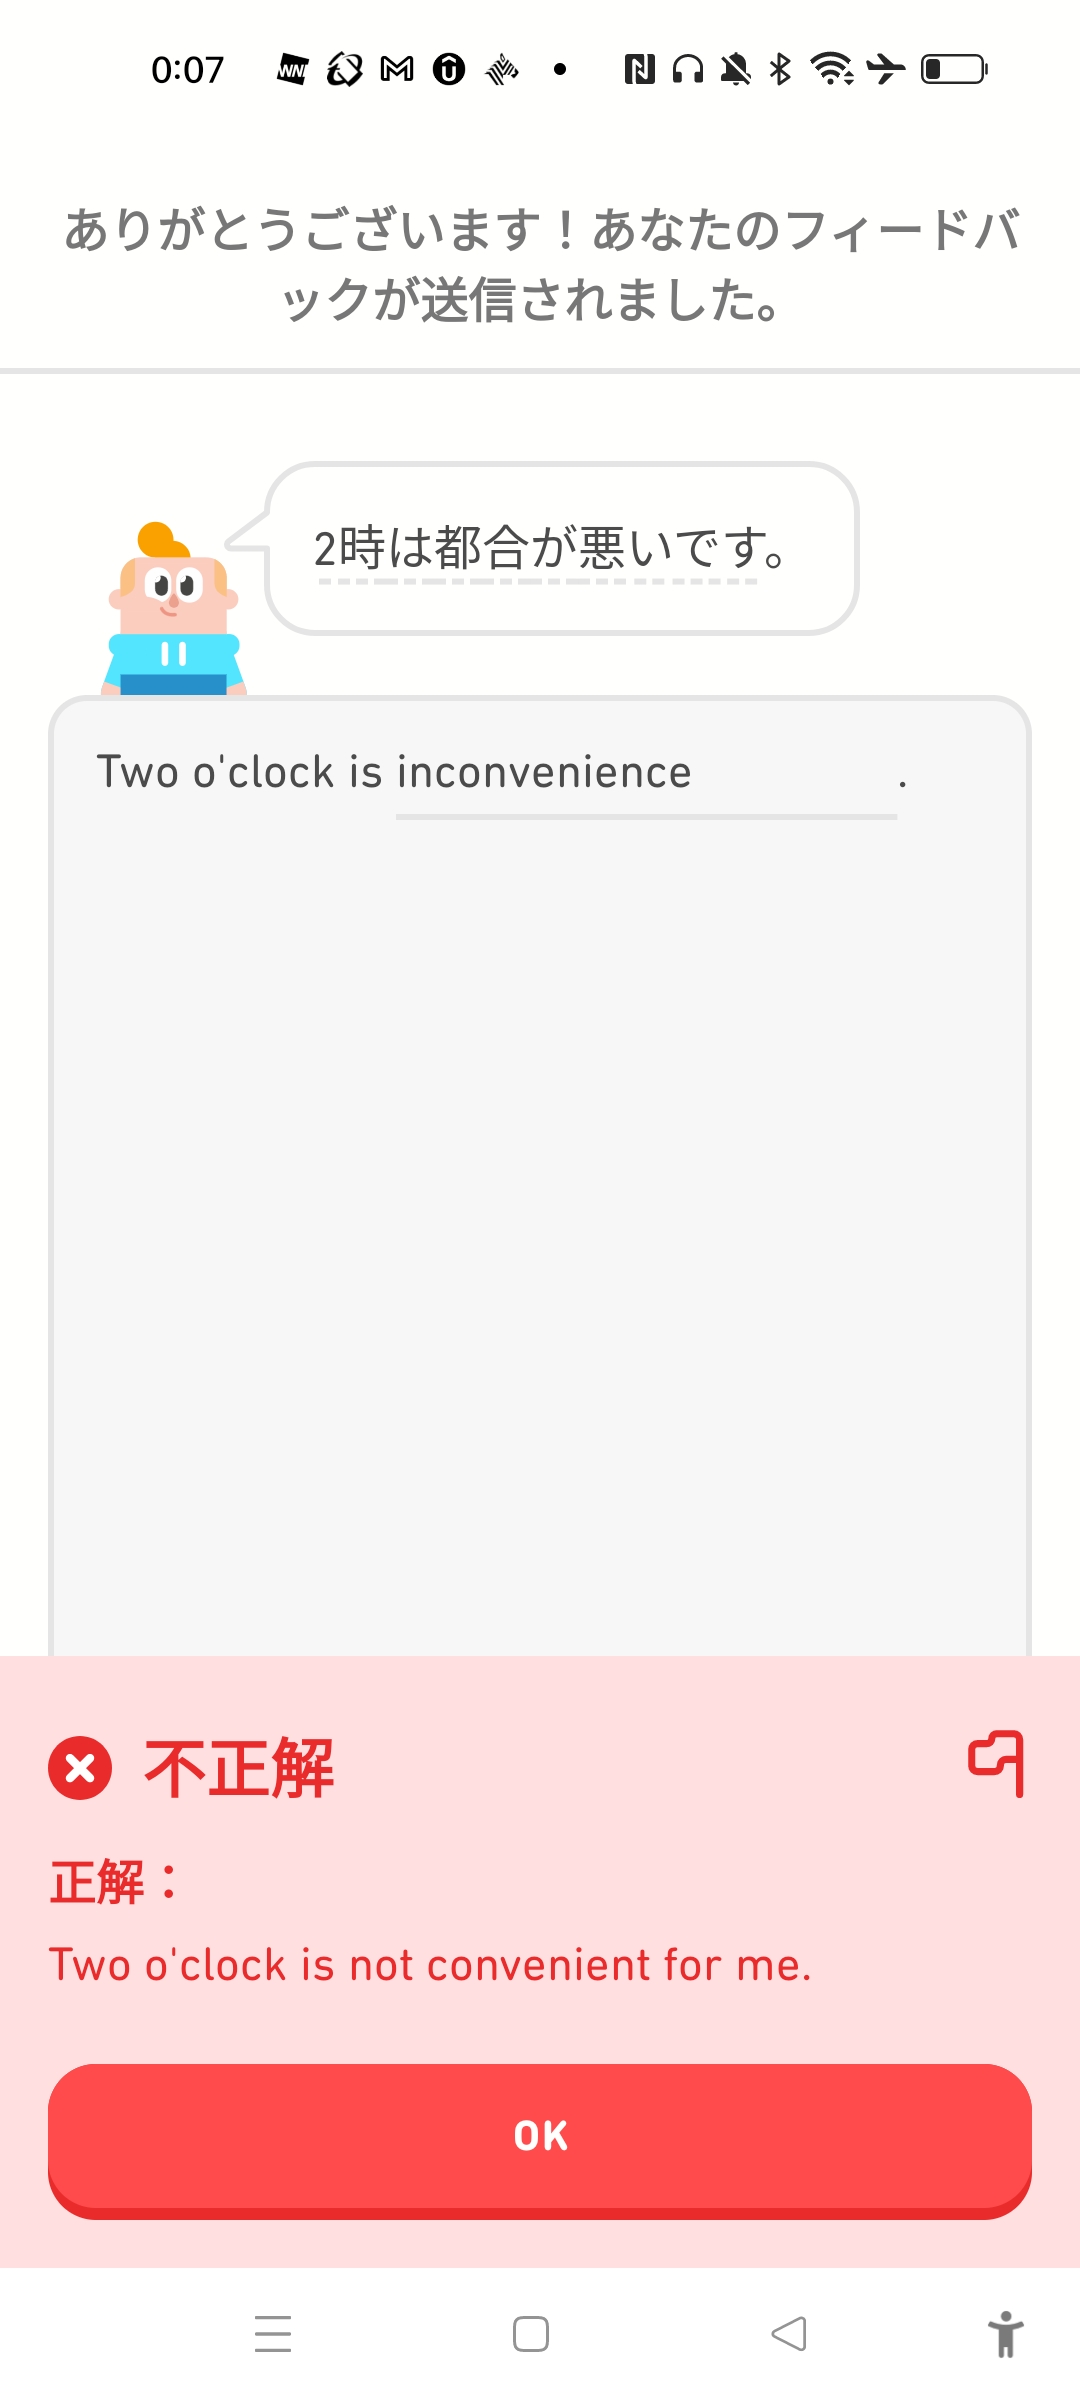 0:07
ありがとうございます！あなたのフィードバ
ックが送信されました。
2時は都合が悪いです。
Two o'clock is inconvenience .
不正解
正解：
Two o'clock is not convenient for me.
OK